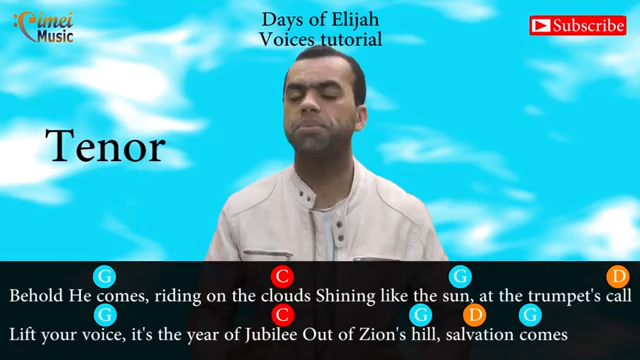 Cimei
Music
Days of Elijah
Voices tutorial
Subscribe
Tenor
G C G D
Behold He comes, riding on the clouds Shining like the sun, at the trumpet's call
G C G D G
Lift your voice, it's the year of Jubilee Out of Zion's hill, salvation comes